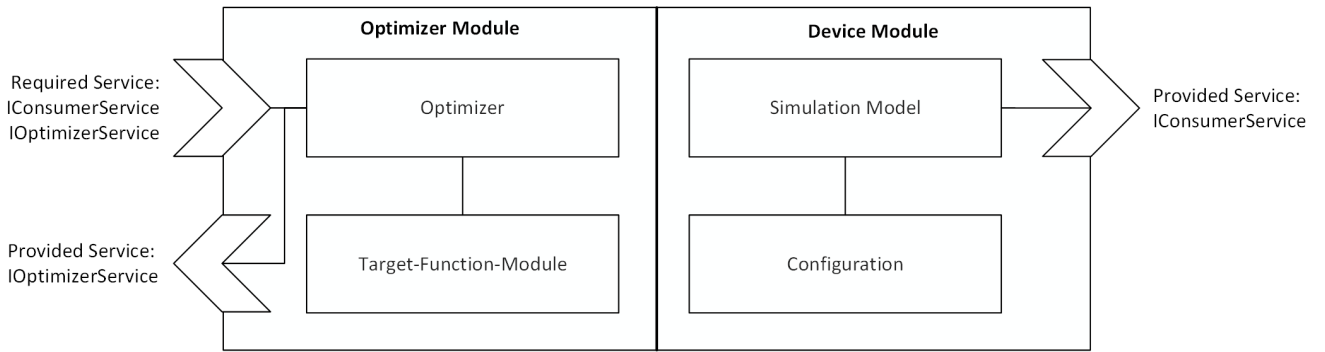 Optimizer Module
Device Module
Required Service:
IConsumerService
IOptimizerService
Optimizer
Simulation Model
Provided Service:
IConsumerService
Provided Service:
IOptimizerService
Target-Function-Module
Configuration